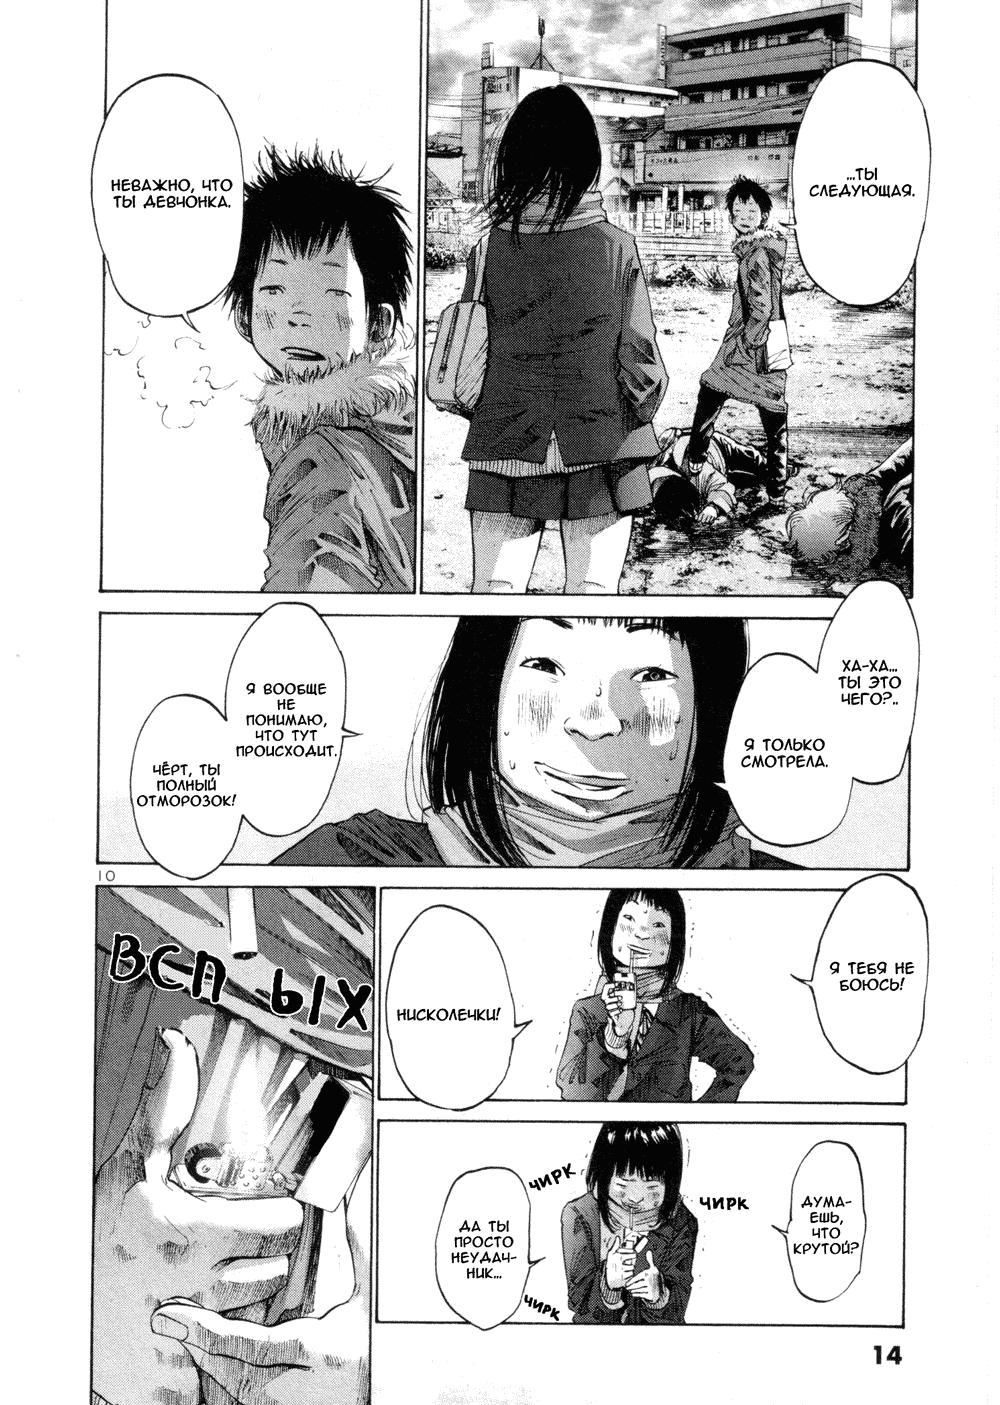 ...ТЫ
СЛЕДУЮЩАЯ.
НЕВАЖНО, ЧТО
ТЫ ДЕВЧОНКА.
ХА-ХА...
ТЫ ЭТО
ЧЕГО?..
Я ТОЛЬКО
СМОТРЕЛА.
Я ВООБЩЕ
НЕ
ПОНИМАЮ,
ЧТО ТУТ
ПРОИСХОДИТ.
ЧЁРТ, ТЫ
ПОЛНЫЙ
ОТМОРОЗОК!
10
Я ТЕБЯ НЕ
БОЮСЬ!
НИСКОЛЕЧКИ!
ДУМА-
ЕШЬ,
ЧТО
КРУТОЙ?
ЧИРК
ЧИРК
ЧИРК
ДА ТЫ
ПРОСТО
НЕУДАЧ-
НИК...
ВСП ЫХ
14